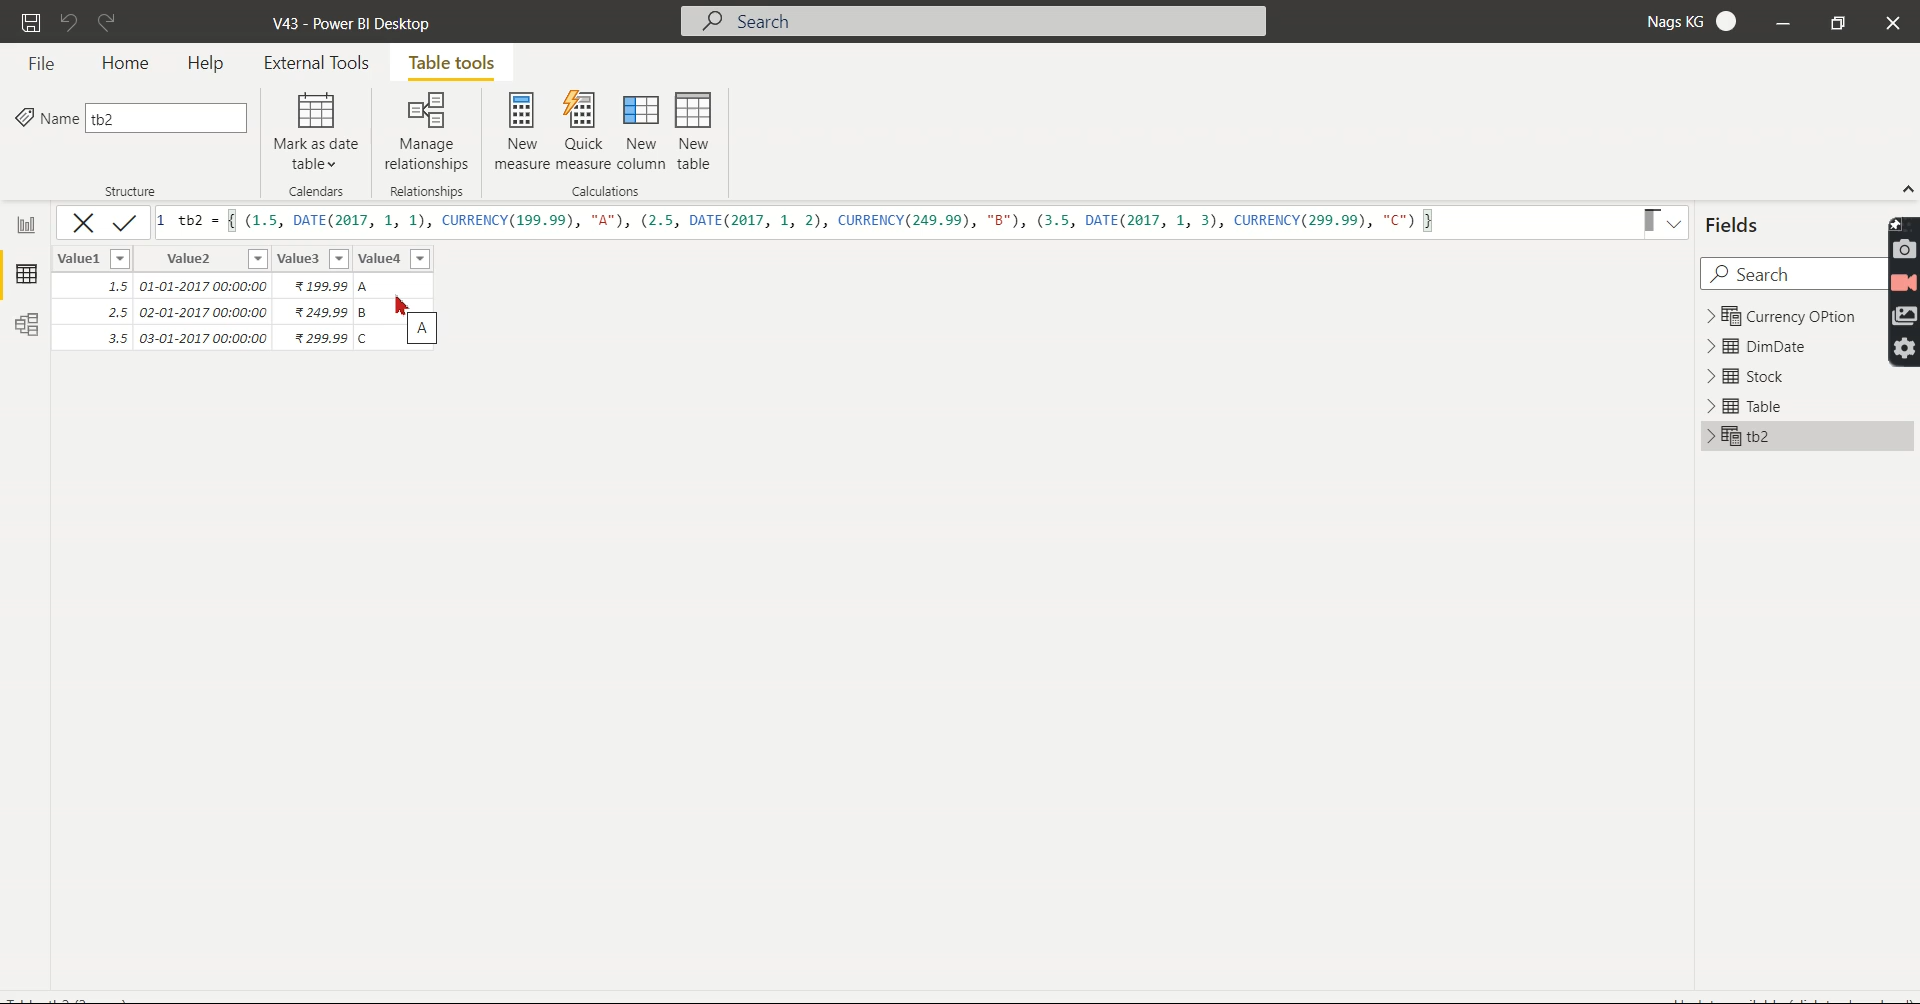 V43 - Power BI Desktop
Search
Nags KG
File
Home
Help
External Tools
Table tools
Name
tb2
Mark as date
table
Manage
relationships
New
measure
Quick
measure
New
column
New
table
Structure
Calendars
Relationships
Calculations
1 tb2 = { (1.5, DATE(2017, 1, 1), CURRENCY(199.99), "A"), (2.5, DATE(2017, 1, 2), CURRENCY(249.99), "B"), (3.5, DATE(2017, 1, 3), CURRENCY(299.99), "C") }
Value1 Value2 Value3 Value4
1.5 01-01-2017 00:00:00 ₹ 199.99 A
2.5 02-01-2017 00:00:00 ₹ 249.99 B
3.5 03-01-2017 00:00:00 ₹ 299.99 C
A
Fields
Search
Currency OPtion
DimDate
Stock
Table
tb2